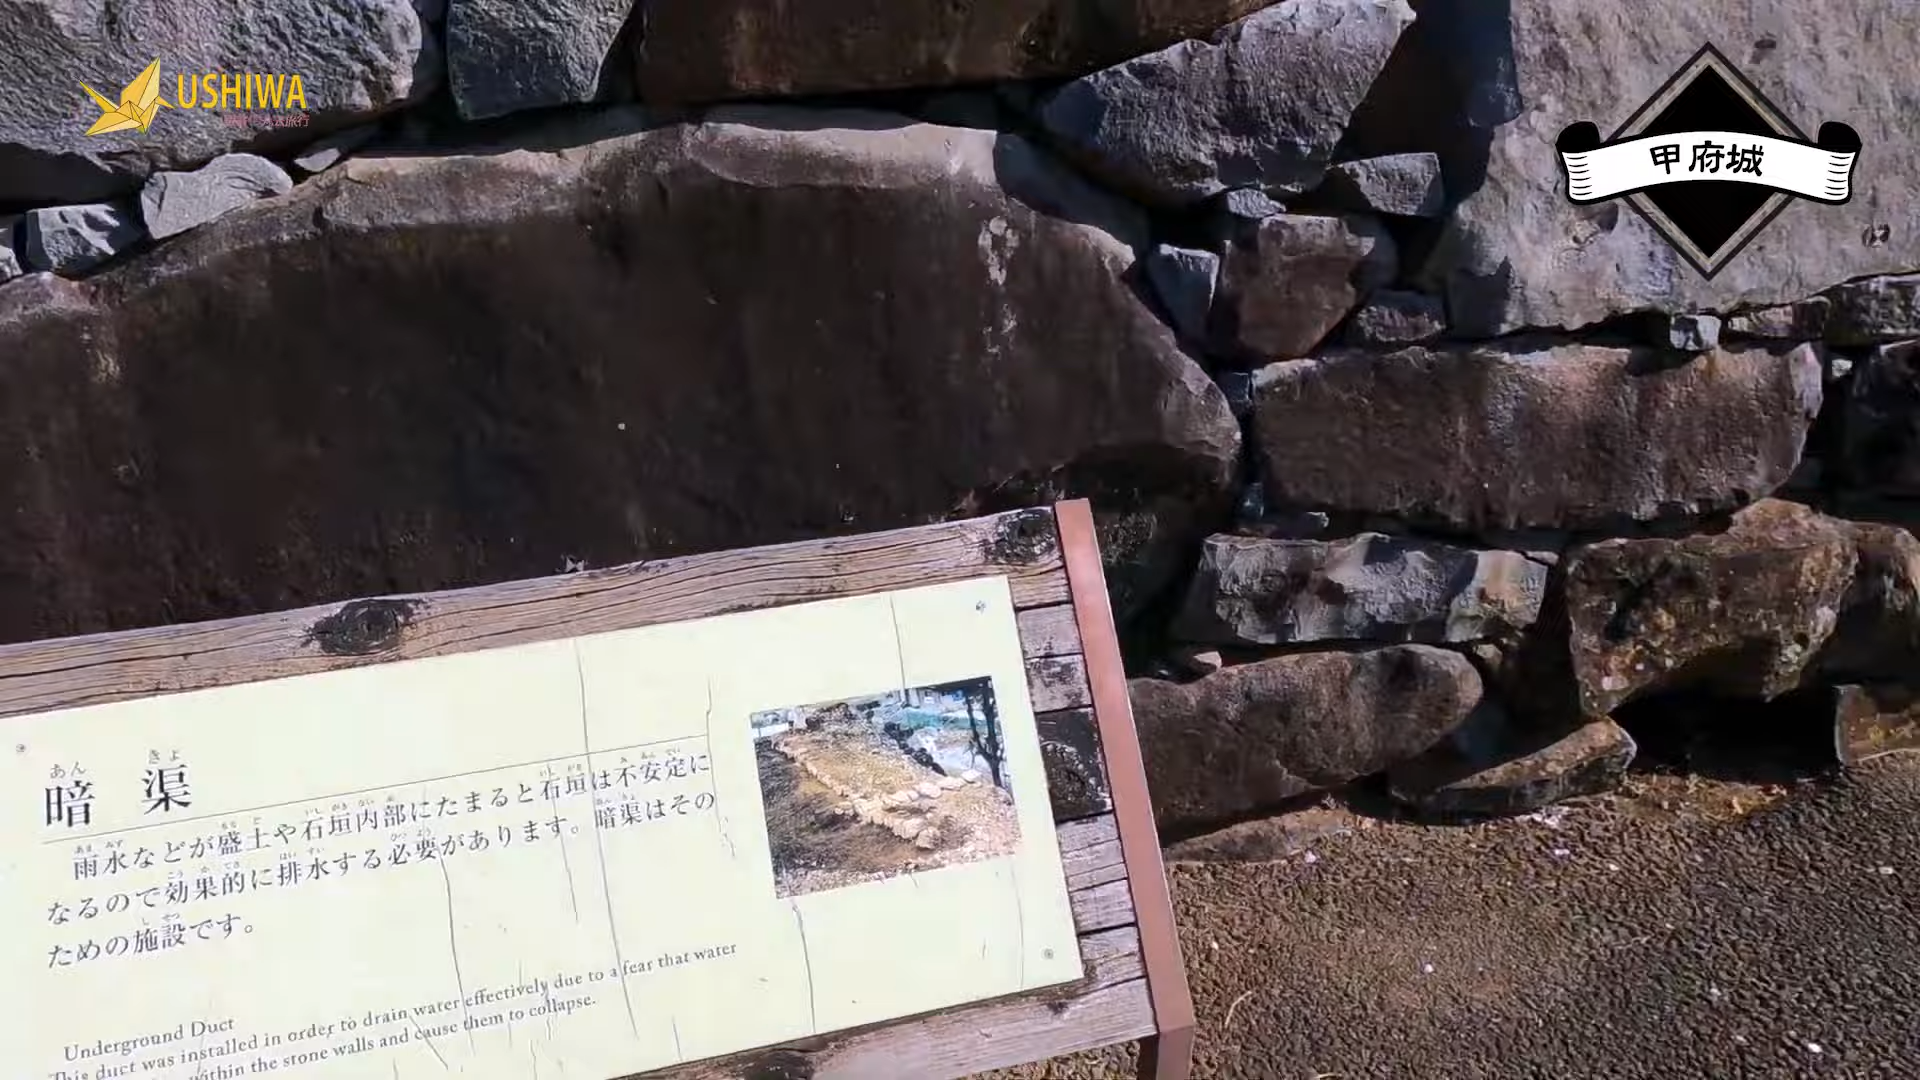 USHIWA
甲府城
あん きょ
暗渠
雨水などが盛土や石垣内部にたまると石垣は不安定に
なるので効果的に排水する必要があります。暗渠はその
ための施設です。
Underground Duct
This duct was installed in order to drain water effectively due to a fear that water
within the stone walls and cause them to collapse.